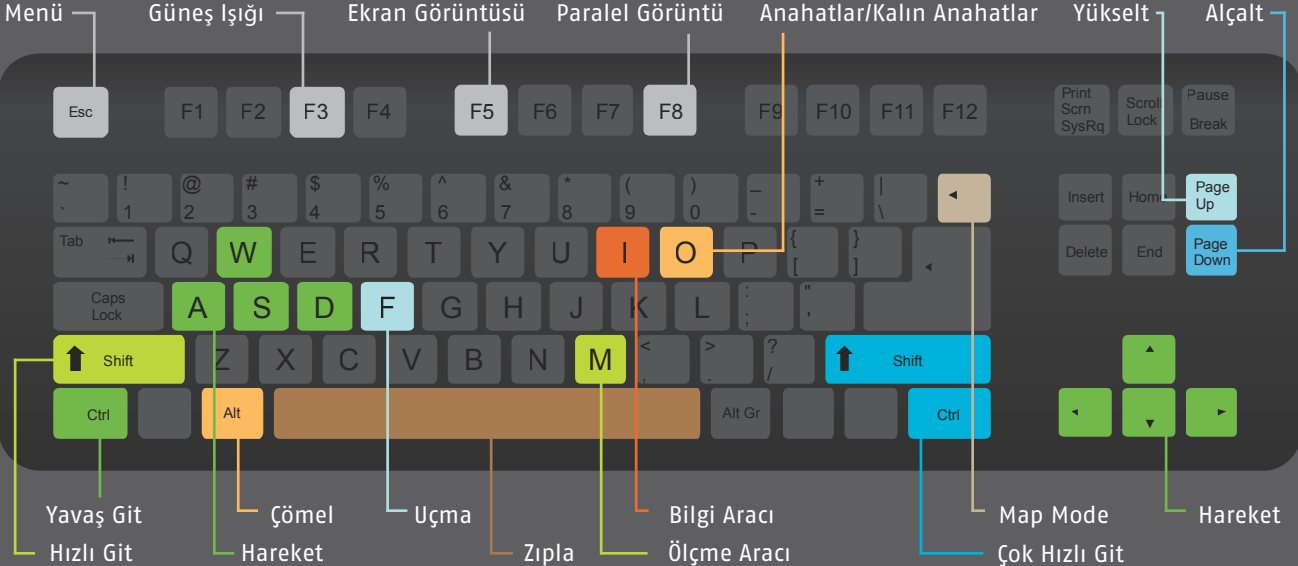 Menü Güneş Işığı Ekran Görüntüsü Paralel Görüntü Anahatlar/Kalın Anahatlar Yükselt Alçalt
Esc F1 F2 F3 F4 F5 F6 F7 F8 F9 F10 F11 F12 Print Scrn SysRq Scroll Lock Pause Break
~ ` ! 1 @ 2 # 3 $ 4 % 5 ^ 6 & 7 * 8 ( 9 ) 0 _ - + = | \ Insert Home Page Up
Tab Q W E R T Y U I O P { [ } ] Delete End Page Down
Caps Lock A S D F G H J K L : ; " '
Shift Z X C V B N M < , > . ? / Shift
Ctrl Alt Alt Gr Ctrl
Yavaş Git Çömel Uçma Bilgi Aracı Map Mode Hareket
Hızlı Git Hareket Zıpla Ölçme Aracı Çok Hızlı Git